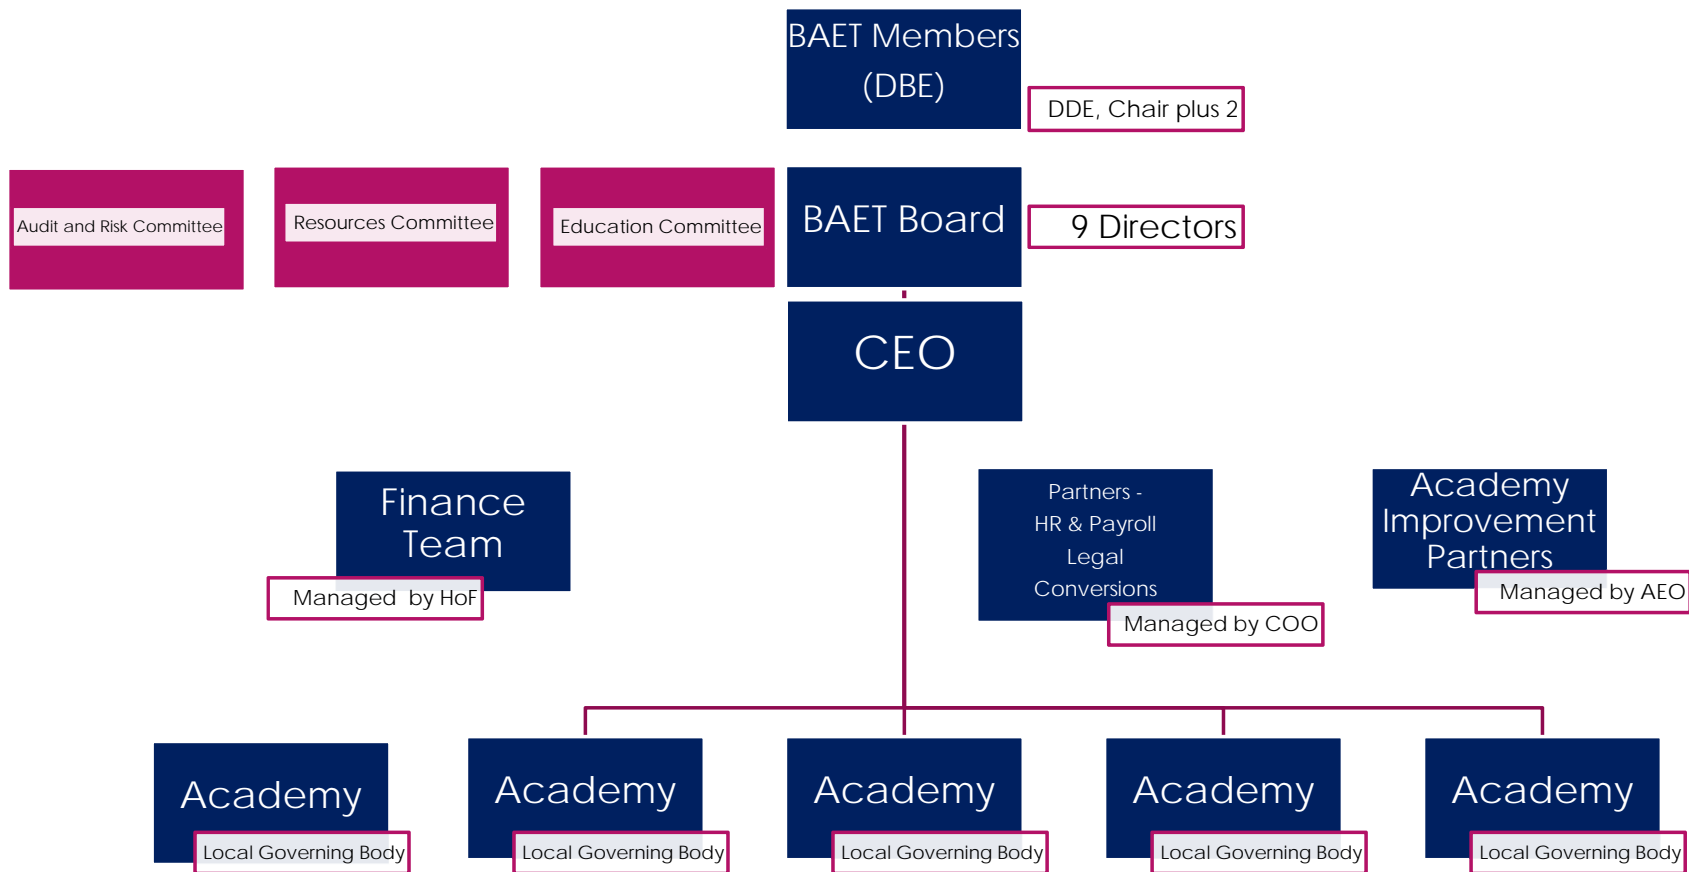 BAET Members
(DBE)
DDE, Chair plus 2
Audit and Risk Committee
Resources Committee
Education Committee
BAET Board
9 Directors
CEO
Finance
Team
Managed by HoF
Partners -
HR & Payroll
Legal
Conversions
Managed by COO
Academy
Improvement
Partners
Managed by AEO
Academy
Local Governing Body
Academy
Local Governing Body
Academy
Local Governing Body
Academy
Local Governing Body
Academy
Local Governing Body